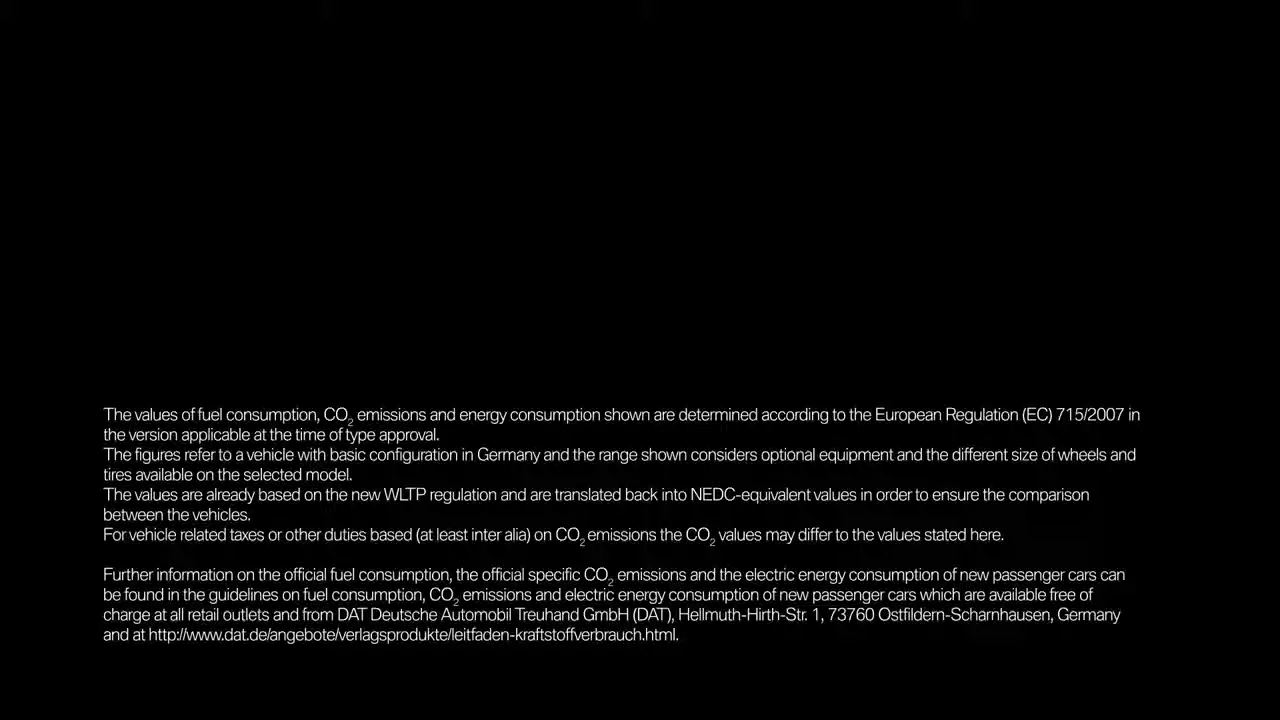 The values of fuel consumption, CO₂ emissions and energy consumption shown are determined according to the European Regulation (EC) 715/2007 in
the version applicable at the time of type approval.
The figures refer to a vehicle with basic configuration in Germany and the range shown considers optional equipment and the different size of wheels and
tires available on the selected model.
The values are already based on the new WLTP regulation and are translated back into NEDC-equivalent values in order to ensure the comparison
between the vehicles.
For vehicle related taxes or other duties based (at least inter alia) on CO₂ emissions the CO₂ values may differ to the values stated here.
Further information on the official fuel consumption, the official specific CO₂ emissions and the electric energy consumption of new passenger cars can
be found in the guidelines on fuel consumption, CO₂ emissions and electric energy consumption of new passenger cars which are available free of
charge at all retail outlets and from DAT Deutsche Automobil Treuhand GmbH (DAT), Hellmuth-Hirth-Str. 1, 73760 Ostfildern-Scharnhausen, Germany
and at http://www.dat.de/angebote/verlagsprodukte/leitfaden-kraftstoffverbrauch.html.